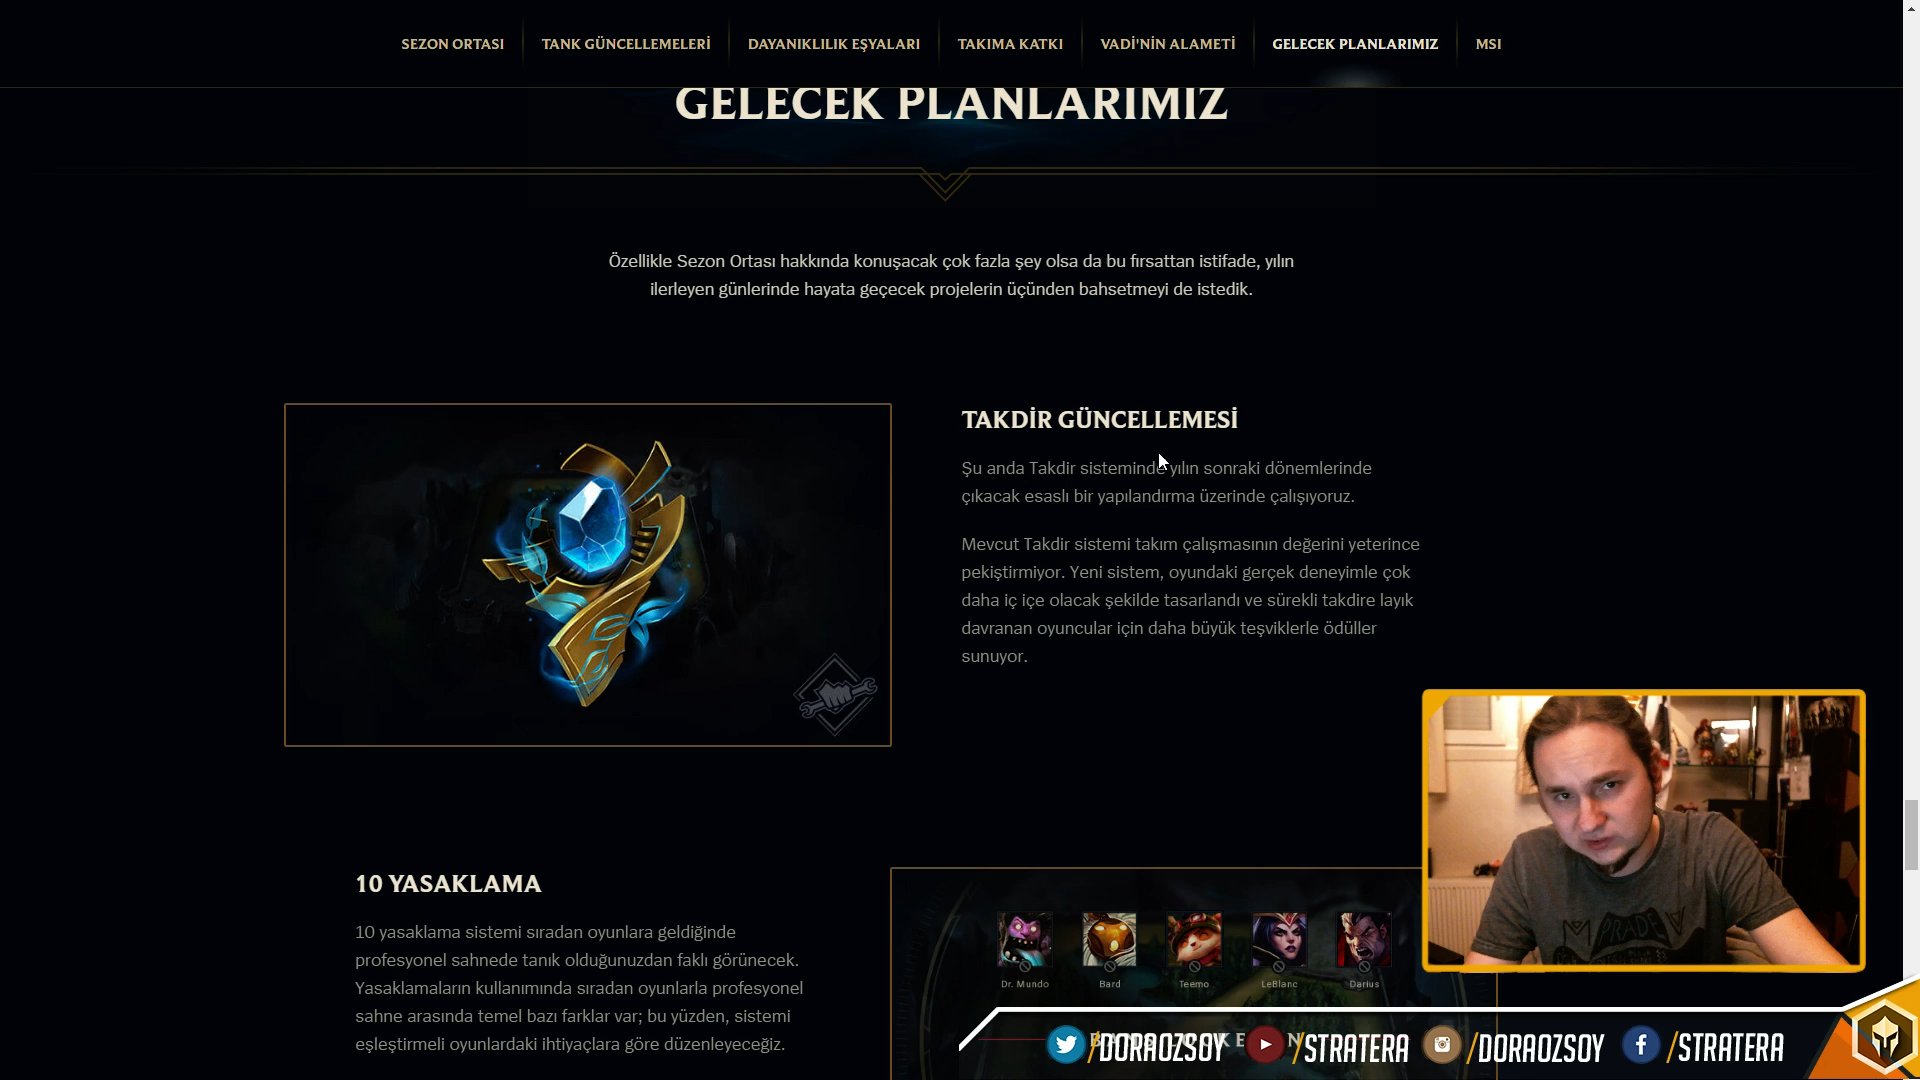 SEZON ORTASI
TANK GÜNCELLEMELERİ
DAYANIKLILIK EŞYALARI
TAKIMA KATKI
VADİ'NİN ALAMETİ
GELECEK PLANLARIMIZ
MSI
GELECEK PLANLARIMIZ
Özellikle Sezon Ortası hakkında konuşacak çok fazla şey olsa da bu fırsattan istifade, yılın
ilerleyen günlerinde hayata geçecek projelerin üçünden bahsetmeyi de istedik.
TAKDİR GÜNCELLEMESİ
Şu anda Takdir sisteminde yılın sonraki dönemlerinde
çıkacak esaslı bir yapılandırma üzerinde çalışıyoruz.
Mevcut Takdir sistemi takım çalışmasının değerini yeterince
pekiştirmiyor. Yeni sistem, oyundaki gerçek deneyimle çok
daha iç içe olacak şekilde tasarlandı ve sürekli takdire layık
davranan oyuncular için daha büyük teşviklerle ödüller
sunuyor.
10 YASAKLAMA
10 yasaklama sistemi sıradan oyunlara geldiğinde
profesyonel sahnede tanık olduğunuzdan faklı görünecek.
Yasaklamaların kullanımında sıradan oyunlarla profesyonel
sahne arasında temel bazı farklar var; bu yüzden, sistemi
eşleştirmeli oyunlardaki ihtiyaçlara göre düzenleyeceğiz.
Dr. Mundo
Bard
Teemo
LeBlanc
Darius
PRADE
/DORAOZSOY
/STRATERA
/DORAOZSOY
/STRATERA